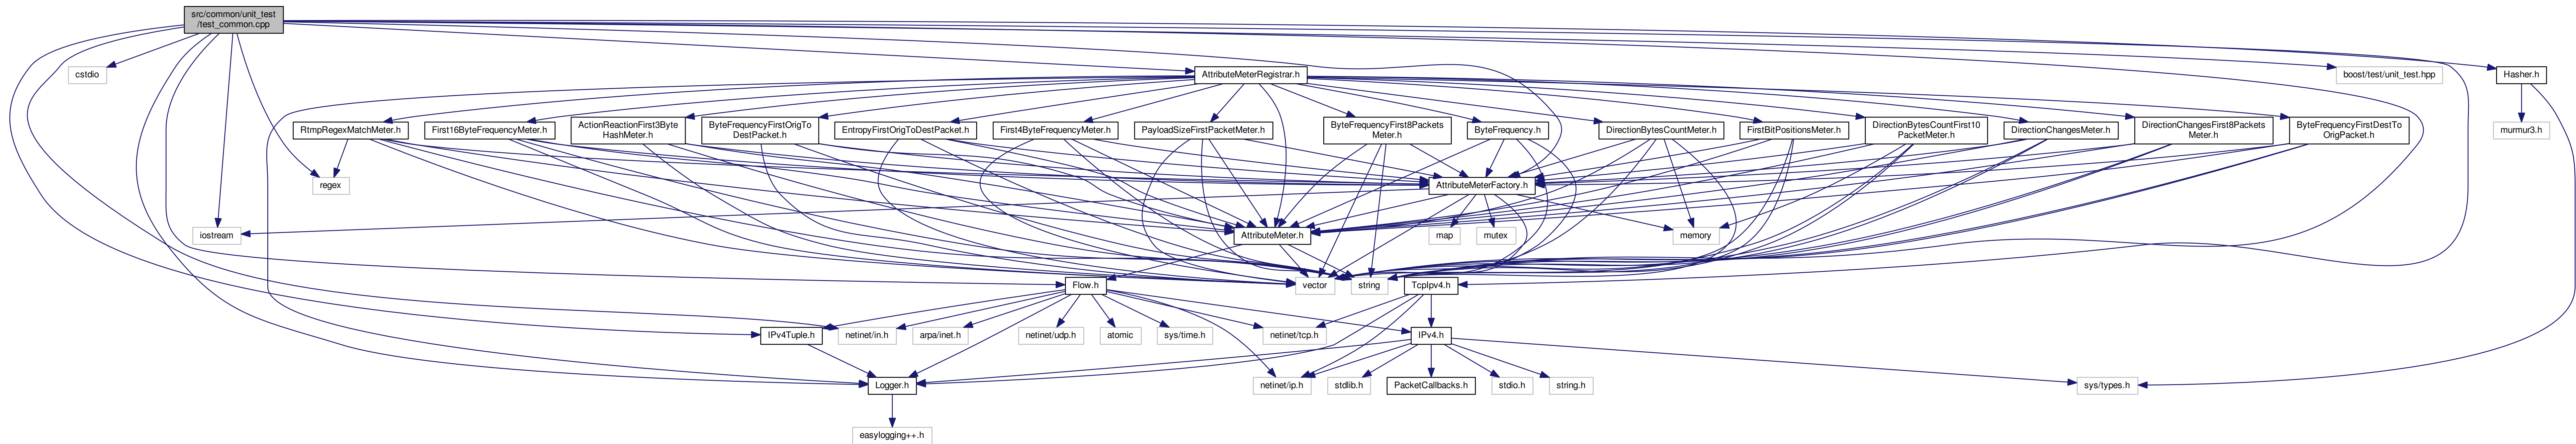 src/common/unit_test
/test_common.cpp
cstdio
AttributeMeterRegistrar.h
boost/test/unit_test.hpp
Hasher.h
RtmpRegexMatchMeter.h
First16ByteFrequencyMeter.h
ActionReactionFirst3Byte
HashMeter.h
ByteFrequencyFirstOrigTo
DestPacket.h
EntropyFirstOrigToDestPacket.h
First4ByteFrequencyMeter.h
PayloadSizeFirstPacketMeter.h
ByteFrequencyFirst8Packets
Meter.h
ByteFrequency.h
DirectionBytesCountMeter.h
FirstBitPositionsMeter.h
DirectionBytesCountFirst10
PacketMeter.h
DirectionChangesMeter.h
DirectionChangesFirst8Packets
Meter.h
ByteFrequencyFirstDestTo
OrigPacket.h
murmur3.h
regex
AttributeMeterFactory.h
iostream
AttributeMeter.h
map
mutex
memory
Flow.h
vector
string
TcpIpv4.h
IPv4Tuple.h
netinet/in.h
arpa/inet.h
netinet/udp.h
atomic
sys/time.h
netinet/tcp.h
IPv4.h
Logger.h
netinet/ip.h
stdlib.h
PacketCallbacks.h
stdio.h
string.h
sys/types.h
easylogging++.h